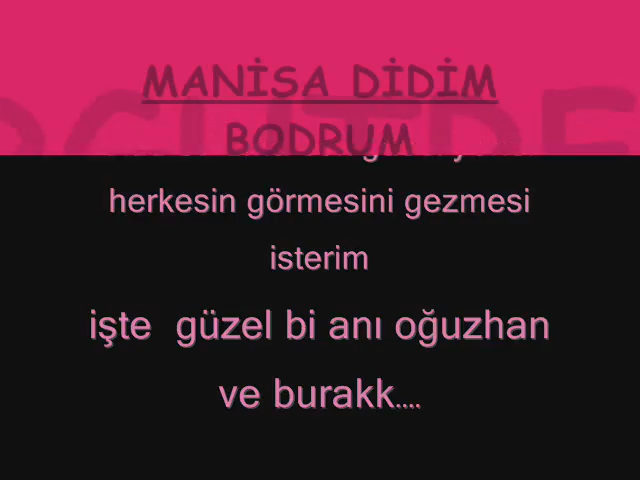 MANİSA DİDİM
BODRUM
herkesin görmesini gezmesi
isterim
işte güzel bi anı oğuzhan
ve burakk....